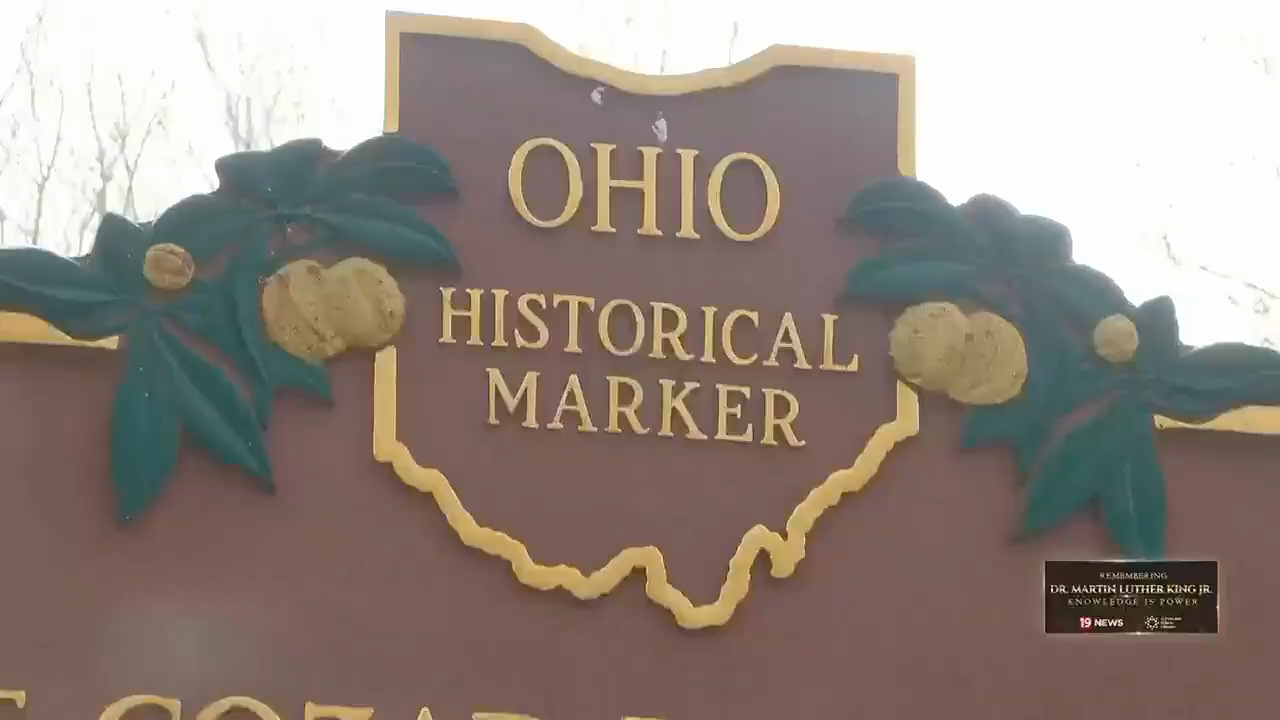 OHIO
HISTORICAL
MARKER
REMEMBERING
DR. MARTIN LUTHER KING JR.
KNOWLEDGE IS POWER
19 NEWS